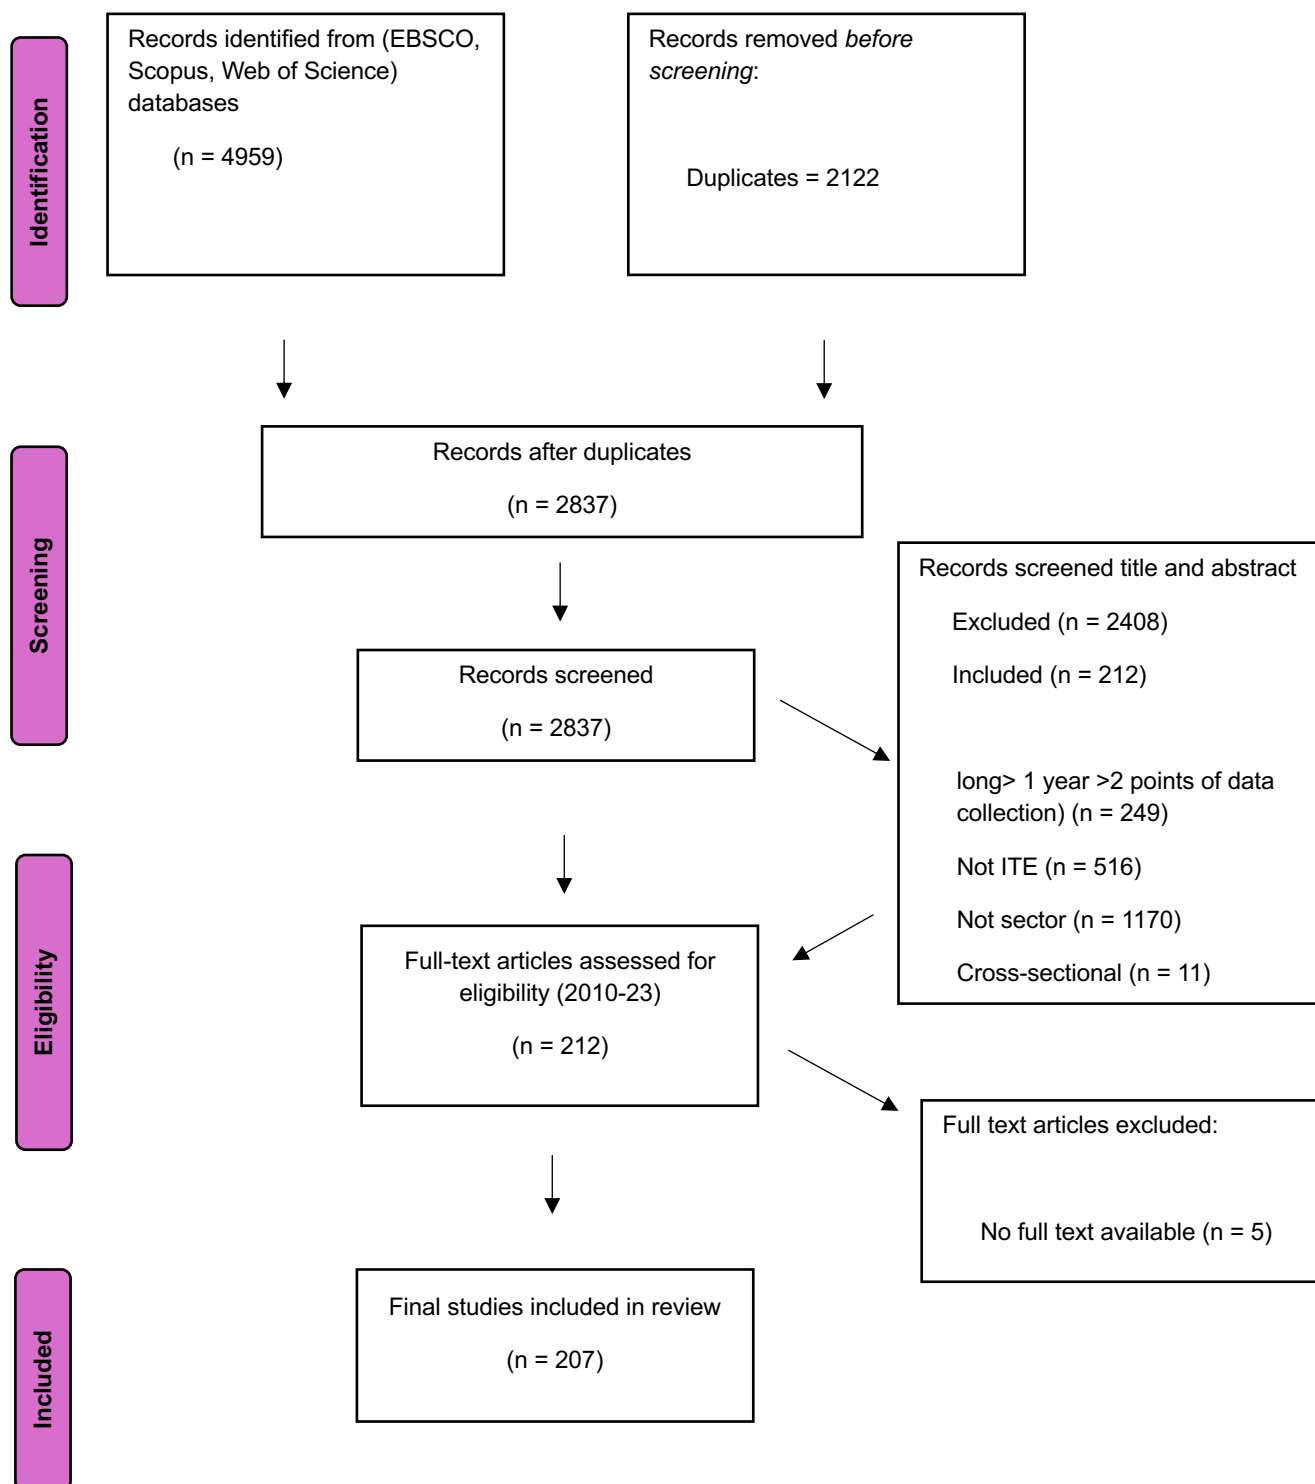 Identification
Records identified from (EBSCO,
Scopus, Web of Science)
databases
(n = 4959)
Records removed before
screening:
Duplicates = 2122
Screening
Records after duplicates
(n = 2837)
Records screened
(n = 2837)
Records screened title and abstract
Excluded (n = 2408)
Included (n = 212)
long> 1 year >2 points of data
collection) (n = 249)
Not ITE (n = 516)
Not sector (n = 1170)
Cross-sectional (n = 11)
Eligibility
Full-text articles assessed for
eligibility (2010-23)
(n = 212)
Full text articles excluded:
No full text available (n = 5)
Included
Final studies included in review
(n = 207)